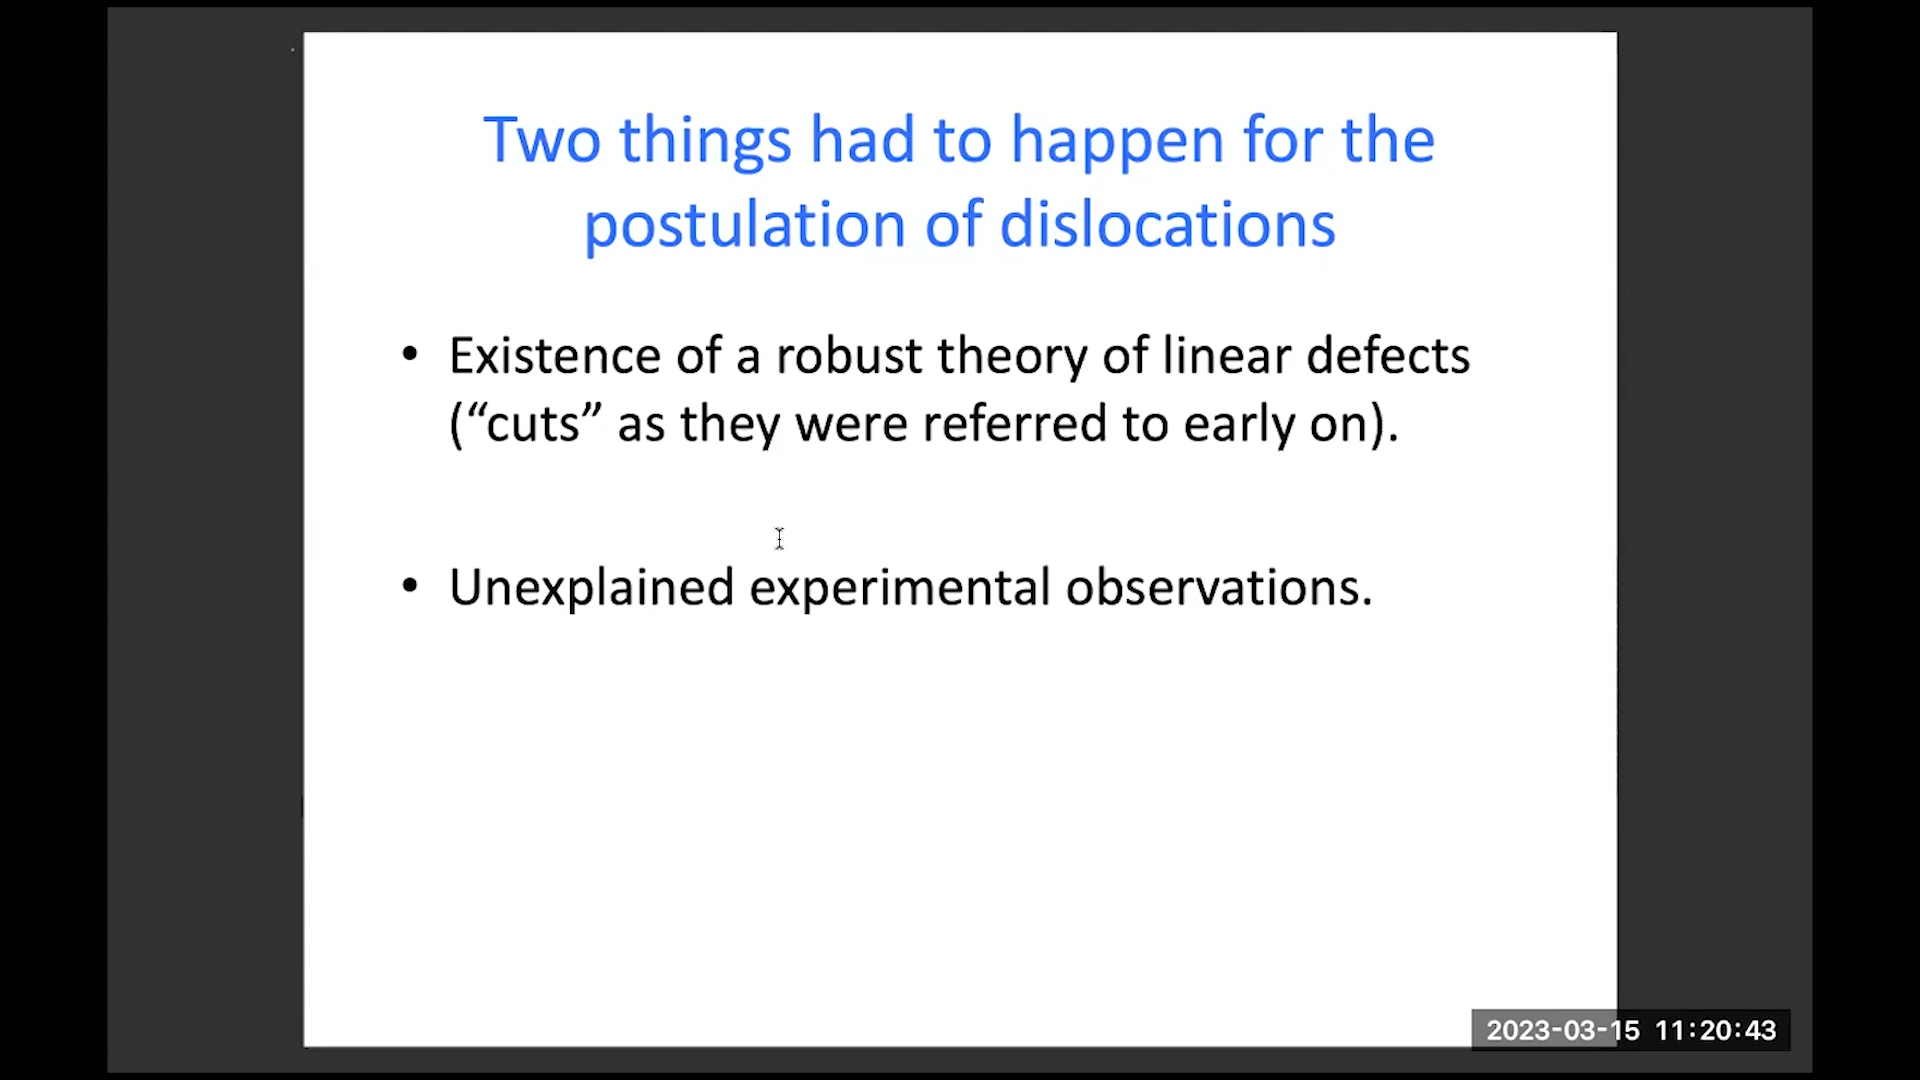 Two things had to happen for the
postulation of dislocations
• Existence of a robust theory of linear defects
(“cuts” as they were referred to early on).
• Unexplained experimental observations.
2023-03-15 11:20:43